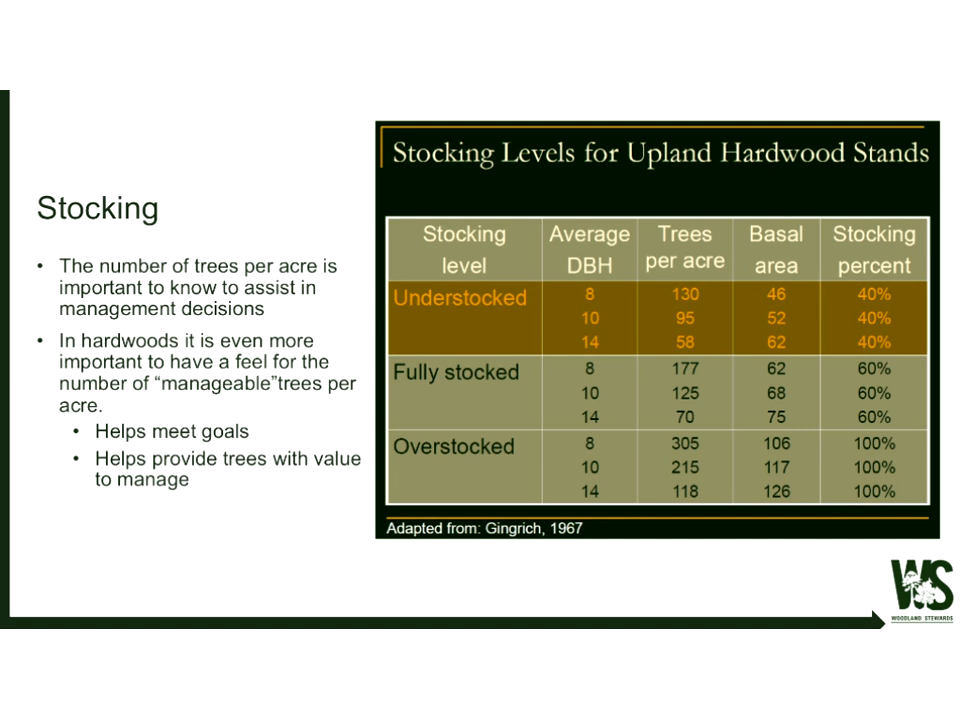 Stocking
• The number of trees per acre is
important to know to assist in
management decisions
• In hardwoods it is even more
important to have a feel for the
number of “manageable”trees per
acre.
• Helps meet goals
• Helps provide trees with value
to manage
Stocking Levels for Upland Hardwood Stands
Stocking level Average DBH Trees per acre Basal area Stocking percent
Understocked 8 130 46 40%
10 95 52 40%
14 58 62 40%
Fully stocked 8 177 62 60%
10 125 68 60%
14 70 75 60%
Overstocked 8 305 106 100%
10 215 117 100%
14 118 126 100%
Adapted from: Gingrich, 1967
WS
WOODLAND STEWARDS